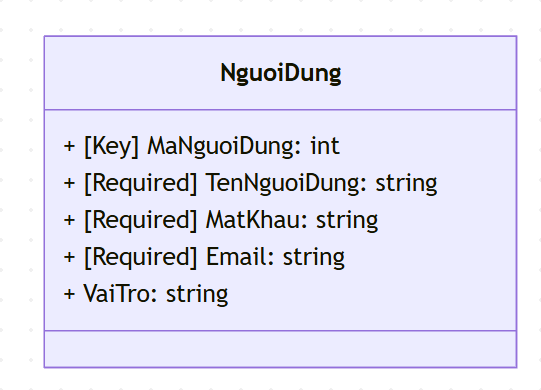 NguoiDung
+ [Key] MaNguoiDung: int
+ [Required] TenNguoiDung: string
+ [Required] MatKhau: string
+ [Required] Email: string
+ VaiTro: string